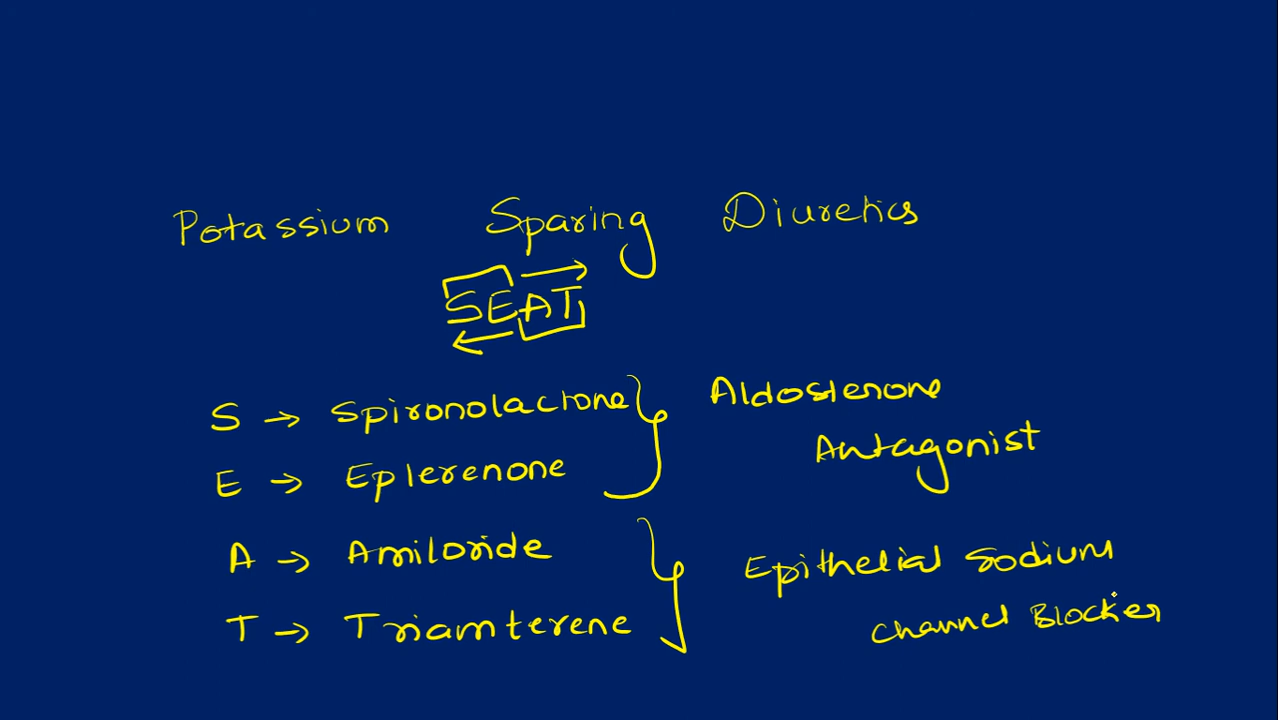 Potassium Sparing Diuretics
SEAT
S → Spironolactone Aldosterone
Antagonist
E → Eplerenone
A → Amiloride Epithelial Sodium
Channel Blocker
T → Triamterene